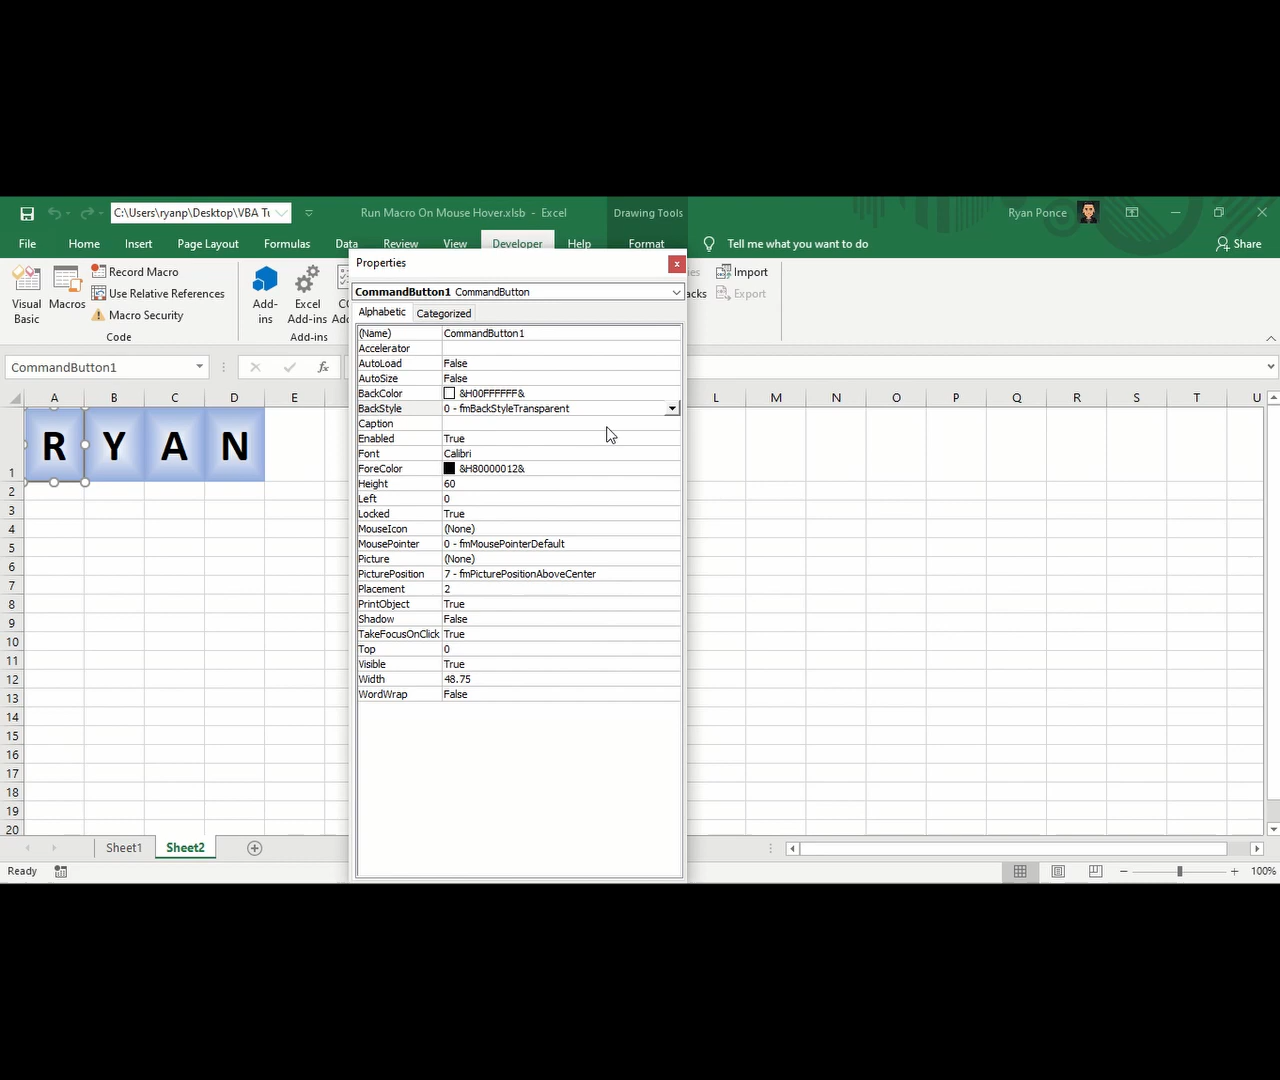 C:\Users\ryanp\Desktop\VBA Tu
Run Macro On Mouse Hover.xlsb - Excel
Drawing Tools
Ryan Ponce
File Home Insert Page Layout Formulas Data Review View Developer Help Format Tell me what you want to do Share
Visual Basic
Macros
Record Macro
Use Relative References
Macro Security
Code
Add-ins
Excel Add-ins
Add-ins
Import
Export
Properties
CommandButton1 CommandButton
Alphabetic Categorized
(Name) CommandButton1
Accelerator
AutoLoad False
AutoSize False
BackColor &H00FFFFFF&
BackStyle 0 - fmBackStyleTransparent
Caption
Enabled True
Font Calibri
ForeColor &H80000012&
Height 60
Left 0
Locked True
MouseIcon (None)
MousePointer 0 - fmMousePointerDefault
Picture (None)
PicturePosition 7 - fmPicturePositionAboveCenter
Placement 2
PrintObject True
Shadow False
TakeFocusOnClick True
Top 0
Visible True
Width 48.75
WordWrap False
CommandButton1 fx
A B C D E L M N O P Q R S T U
R Y A N
1
2
3
4
5
6
7
8
9
10
11
12
13
14
15
16
17
18
19
20
Sheet1 Sheet2
Ready
100%